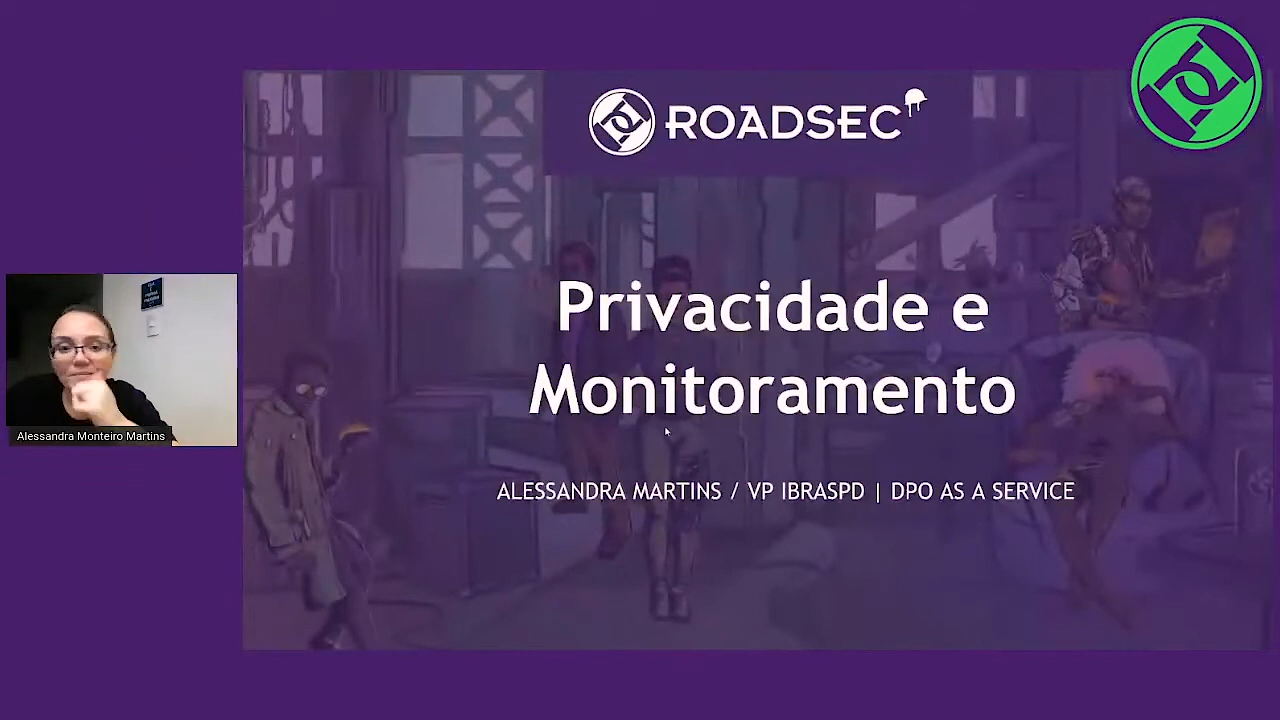 ROADSEC
Privacidade e
Monitoramento
ALESSANDRA MARTINS / VP IBRASPD | DPO AS A SERVICE
Alessandra Monteiro Martins